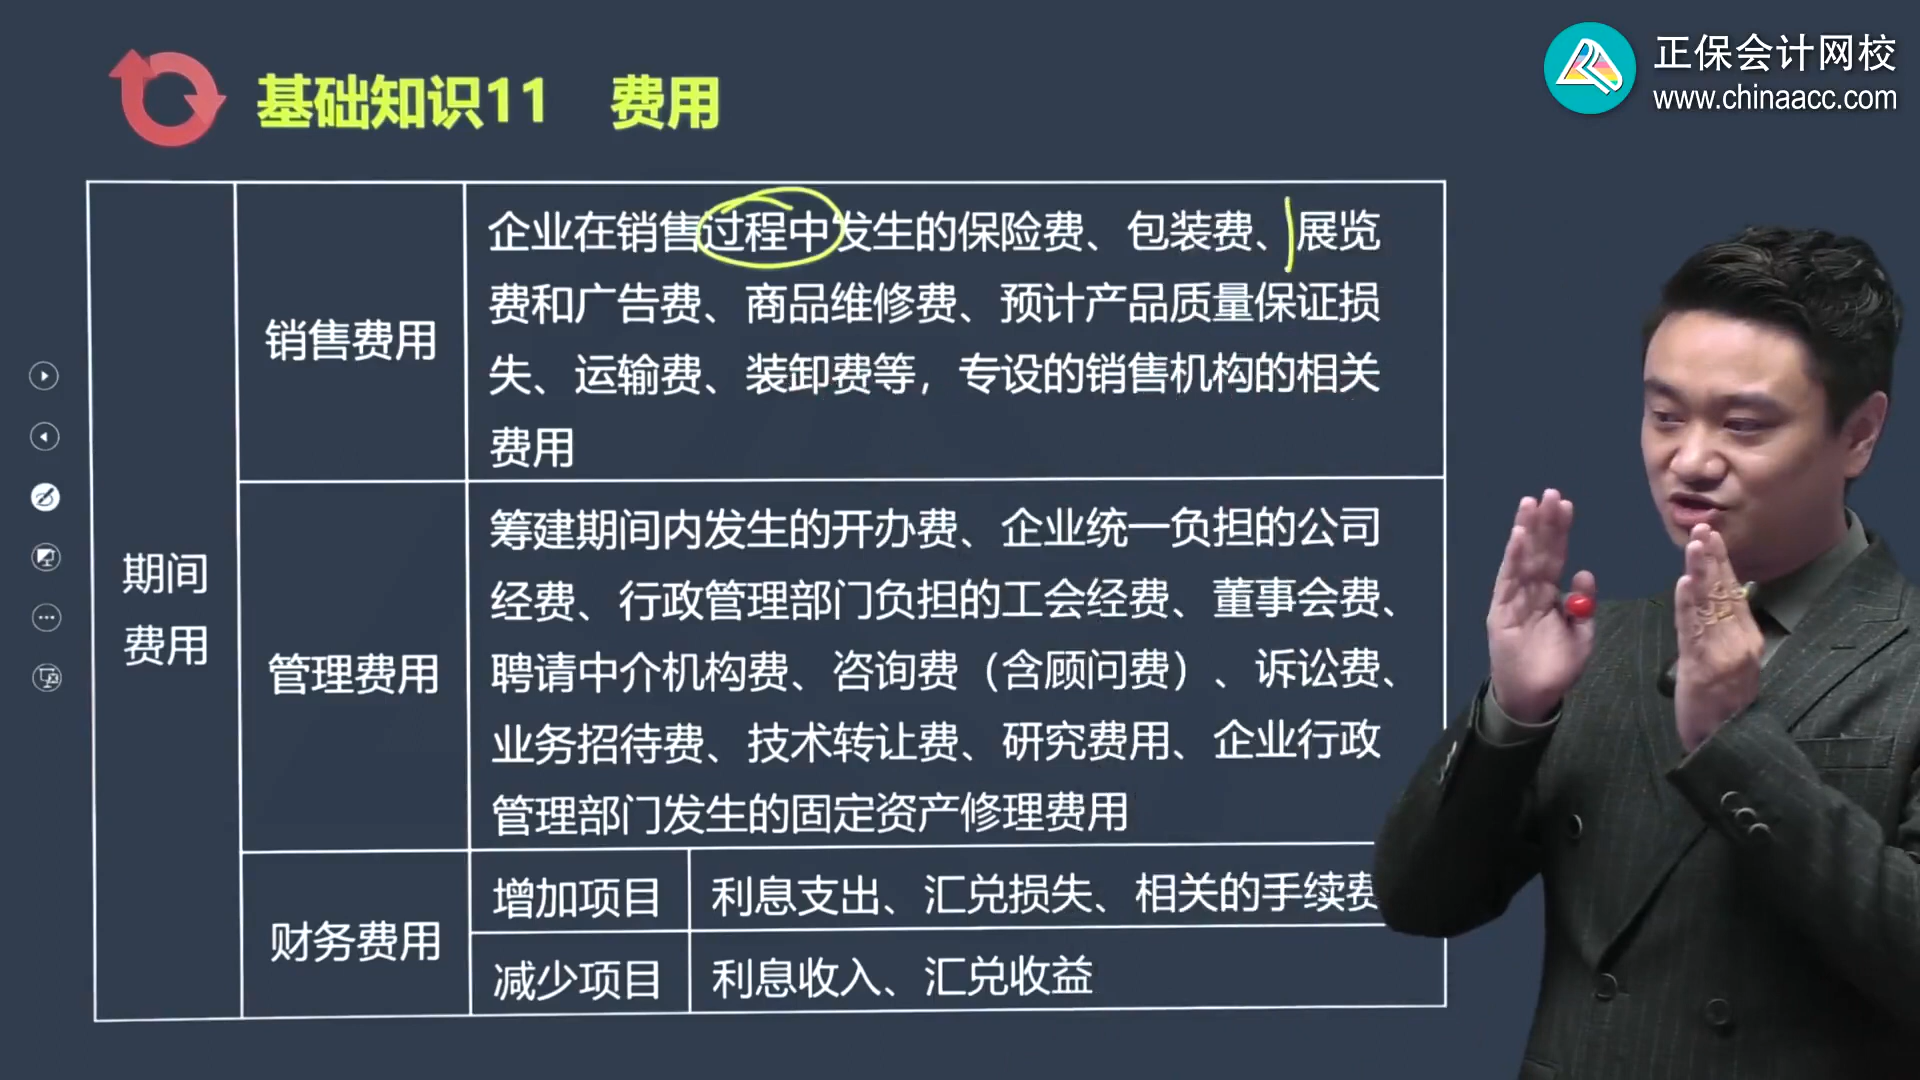 正保会计网校
www.chinaacc.com
基础知识11 费用
期间
费用
销售费用
企业在销售过程中发生的保险费、包装费、展览
费和广告费、商品维修费、预计产品质量保证损
失、运输费、装卸费等，专设的销售机构的相关
费用
管理费用
筹建期间内发生的开办费、企业统一负担的公司
经费、行政管理部门负担的工会经费、董事会费、
聘请中介机构费、咨询费（含顾问费）、诉讼费、
业务招待费、技术转让费、研究费用、企业行政
管理部门发生的固定资产修理费用
财务费用
增加项目
利息支出、汇兑损失、相关的手续费
减少项目
利息收入、汇兑收益